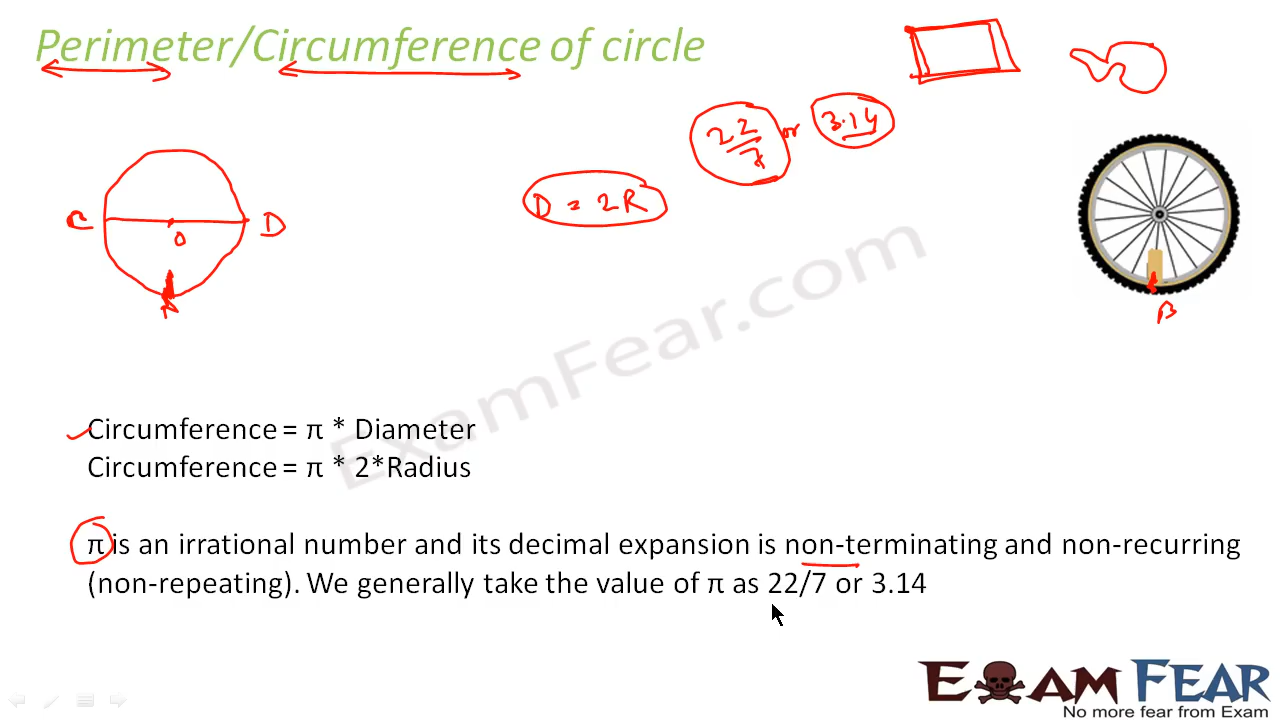 Perimeter/Circumference of circle
22/7 or 3.14
D = 2R
C O D
A
B
ExamFear.com
Circumference = π * Diameter
Circumference = π * 2*Radius
π is an irrational number and its decimal expansion is non-terminating and non-recurring
(non-repeating). We generally take the value of π as 22/7 or 3.14
EXAM FEAR
No more fear from Exam